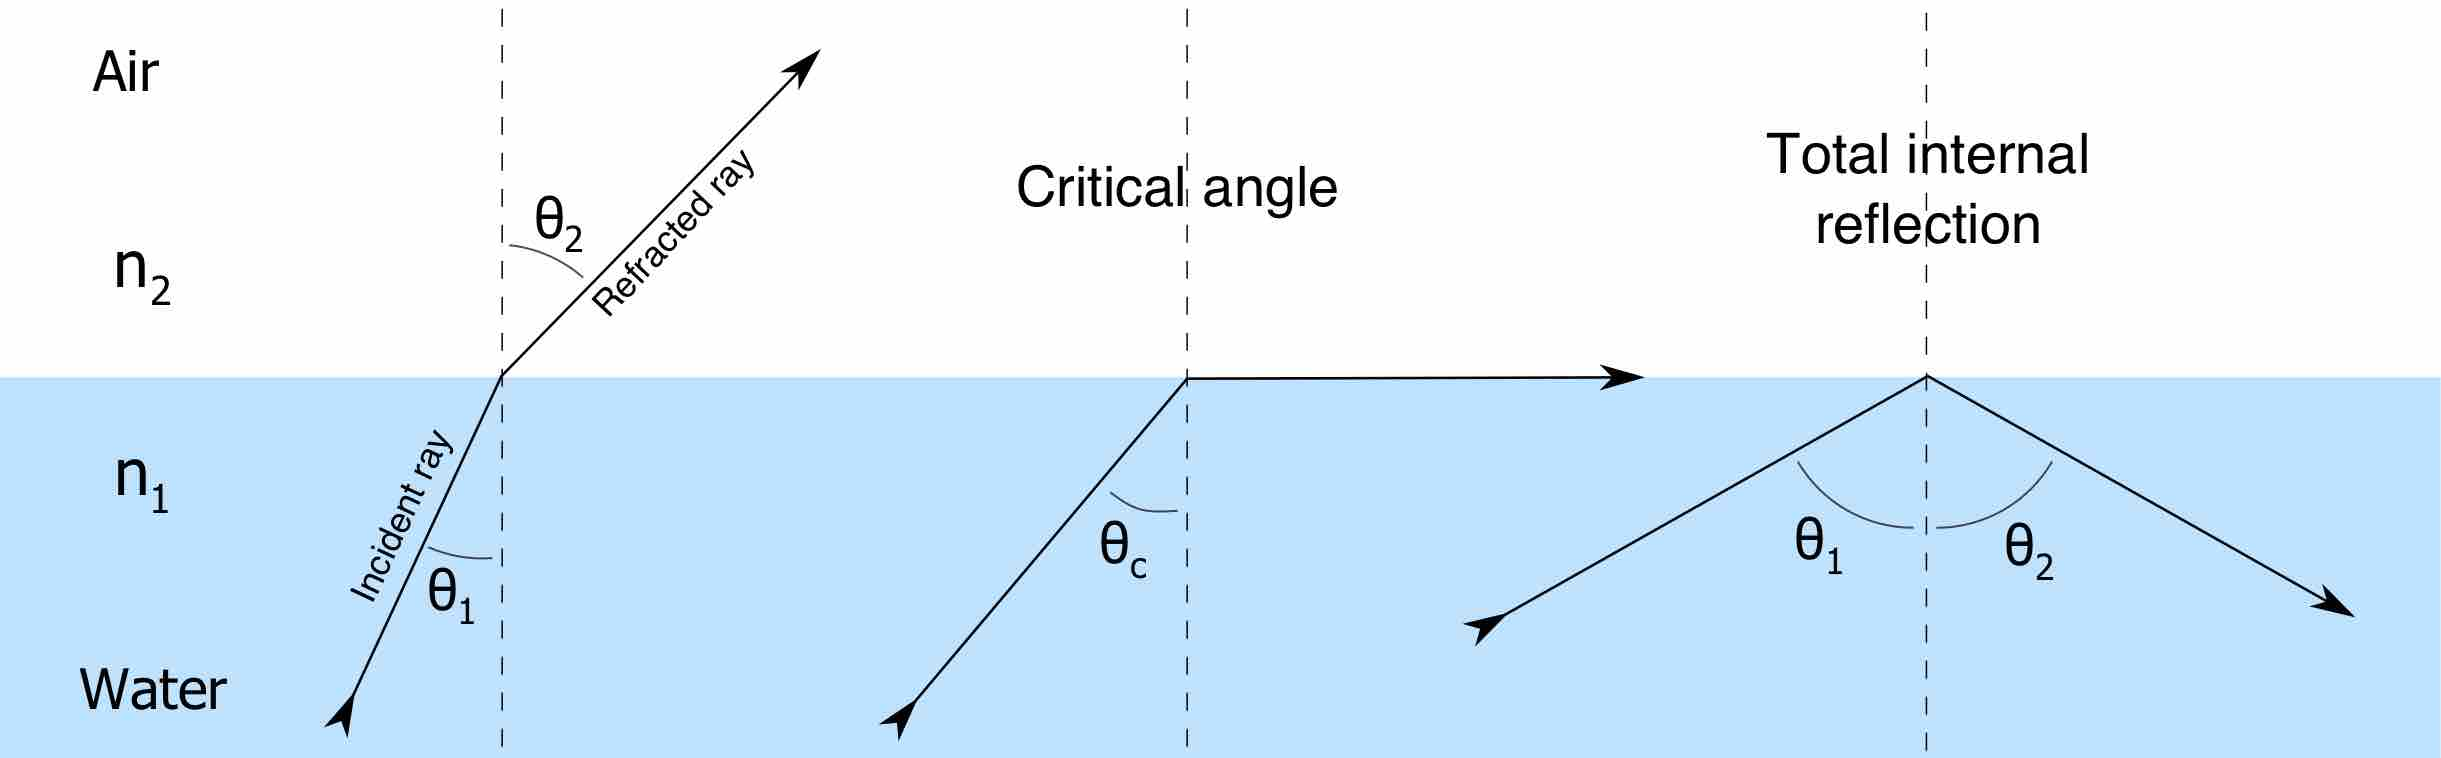 Air
n₂
n₁
Water
θ₂
Refracted ray
Incident ray
θ₁
Critical angle
θc
Total internal
reflection
θ₁
θ₂